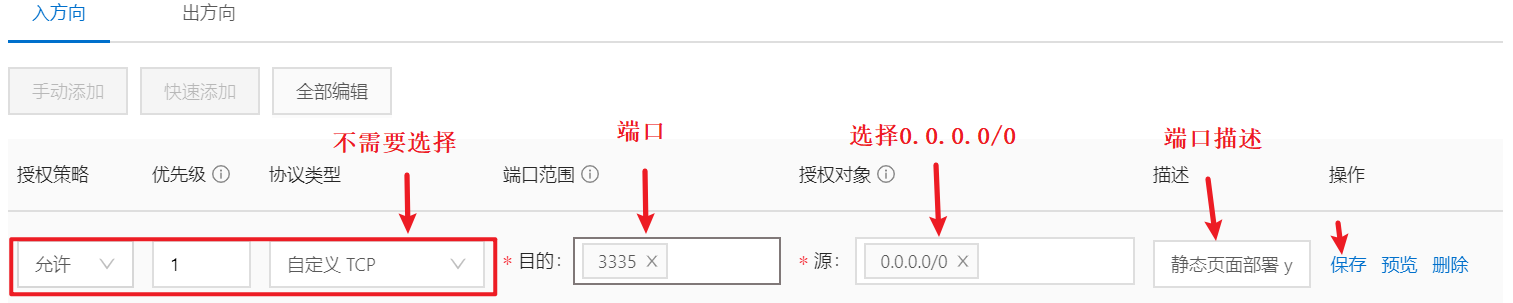 入方向 出方向
手动添加 快速添加 全部编辑
不需要选择 端口 选择0.0.0.0/0 端口描述
授权策略 优先级 协议类型 端口范围 授权对象 描述 操作
允许 1 自定义 TCP * 目的: 3335 X * 源: 0.0.0.0/0 X 静态页面部署 y 保存 预览 删除